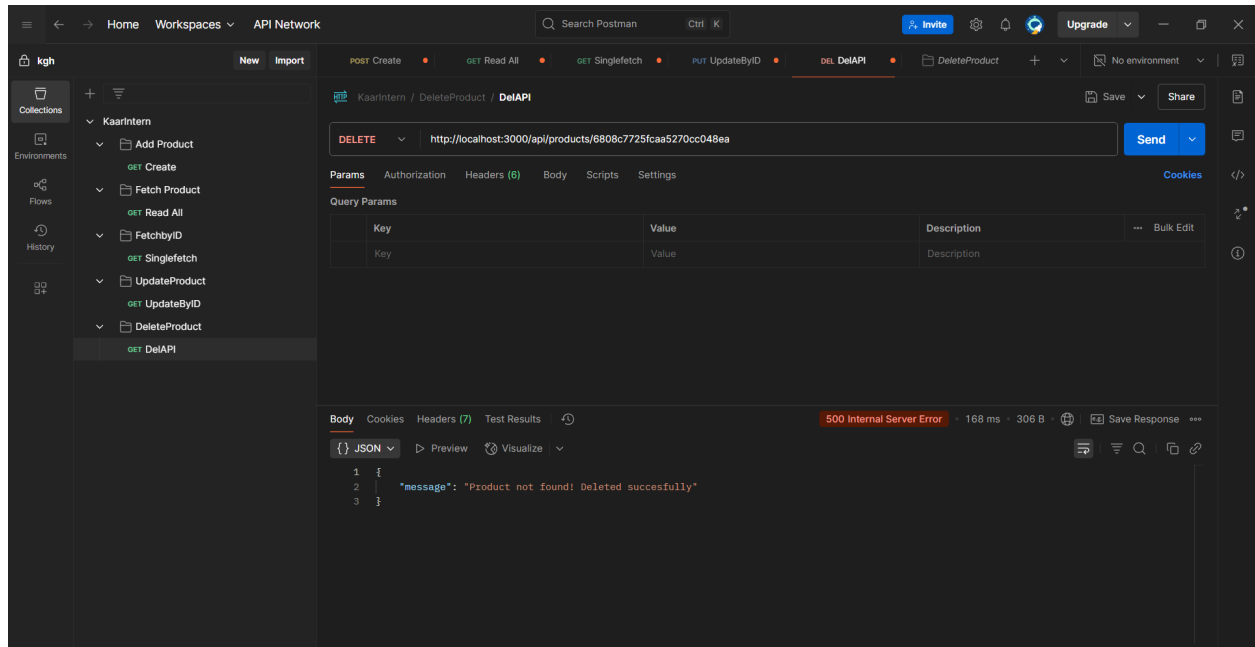 Home Workspaces API Network Search Postman Ctrl K Invite Upgrade
kgh New Import POST Create GET Read All GET Singlefetch PUT UpdateByID DEL DelAPI DeleteProduct No environment
Collections
Environments
Flows
History
KaarIntern
Add Product
GET Create
Fetch Product
GET Read All
FetchbyID
GET Singlefetch
UpdateProduct
GET UpdateByID
DeleteProduct
GET DelAPI
HTTP KaarIntern / DeleteProduct / DelAPI Save Share
DELETE http://localhost:3000/api/products/6808c7725fcaa5270cc048ea Send
Params Authorization Headers (6) Body Scripts Settings Cookies
Query Params
Key Value Description Bulk Edit
Key Value Description
Body Cookies Headers (7) Test Results 500 Internal Server Error 168 ms 306 B e.g. Save Response
{} JSON Preview Visualize
1 {
2 "message": "Product not found! Deleted succesfully"
3 }